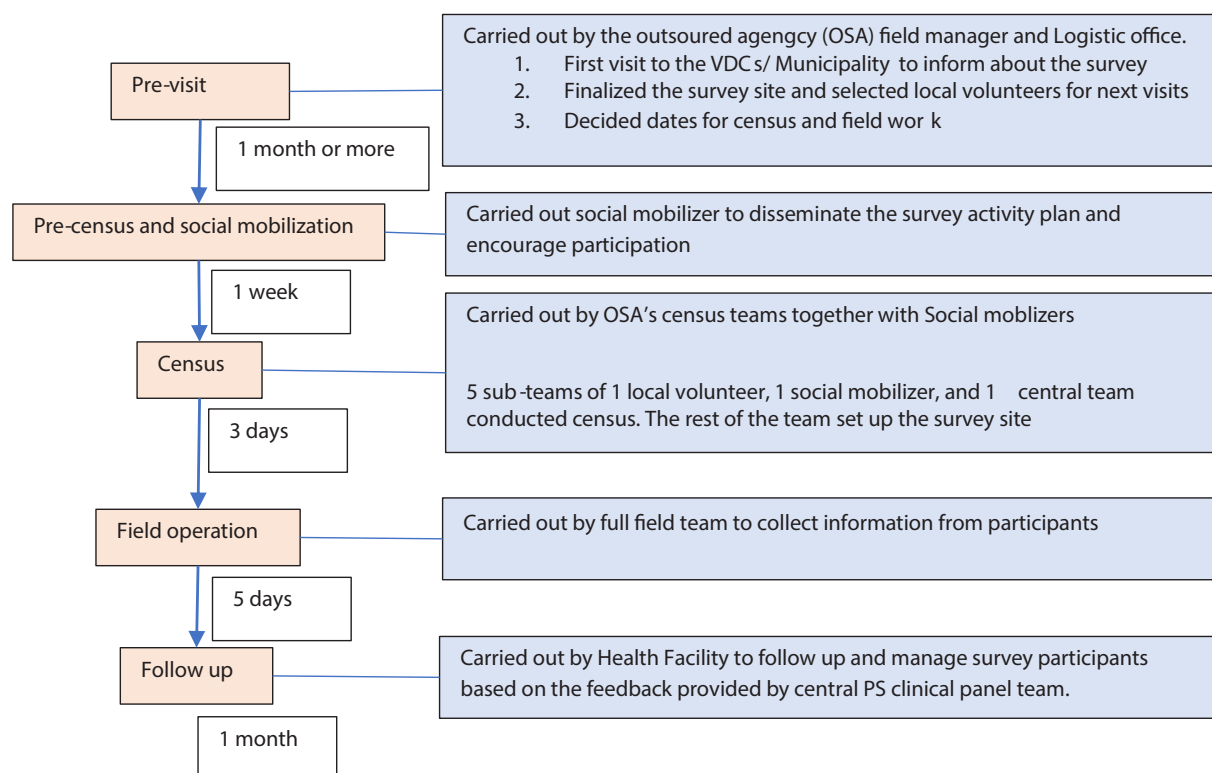 Carried out by the outsoured agengcy (OSA) field manager and Logistic office.
1. First visit to the VDCs/ Municipality to inform about the survey
2. Finalized the survey site and selected local volunteers for next visits
3. Decided dates for census and field wor k
Pre-visit
1 month or more
Pre-census and social mobilization
Carried out social mobilizer to disseminate the survey activity plan and
encourage participation
1 week
Carried out by OSA's census teams together with Social moblizers
Census
5 sub-teams of 1 local volunteer, 1 social mobilizer, and 1 central team
conducted census. The rest of the team set up the survey site
3 days
Field operation
Carried out by full field team to collect information from participants
5 days
Follow up
Carried out by Health Facility to follow up and manage survey participants
based on the feedback provided by central PS clinical panel team.
1 month